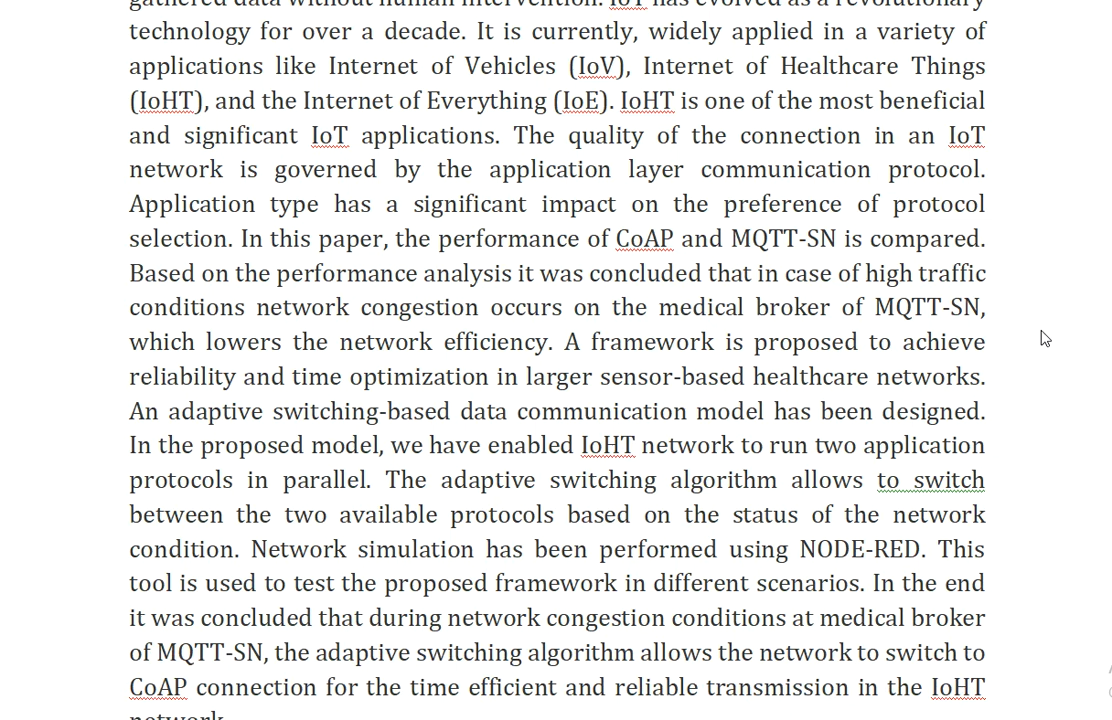 gathered data without human intervention. IoT has evolved as a revolutionary
technology for over a decade. It is currently, widely applied in a variety of
applications like Internet of Vehicles (IoV), Internet of Healthcare Things
(IoHT), and the Internet of Everything (IoE). IoHT is one of the most beneficial
and significant IoT applications. The quality of the connection in an IoT
network is governed by the application layer communication protocol.
Application type has a significant impact on the preference of protocol
selection. In this paper, the performance of CoAP and MQTT-SN is compared.
Based on the performance analysis it was concluded that in case of high traffic
conditions network congestion occurs on the medical broker of MQTT-SN,
which lowers the network efficiency. A framework is proposed to achieve
reliability and time optimization in larger sensor-based healthcare networks.
An adaptive switching-based data communication model has been designed.
In the proposed model, we have enabled IoHT network to run two application
protocols in parallel. The adaptive switching algorithm allows to switch
between the two available protocols based on the status of the network
condition. Network simulation has been performed using NODE-RED. This
tool is used to test the proposed framework in different scenarios. In the end
it was concluded that during network congestion conditions at medical broker
of MQTT-SN, the adaptive switching algorithm allows the network to switch to
CoAP connection for the time efficient and reliable transmission in the IoHT
network.